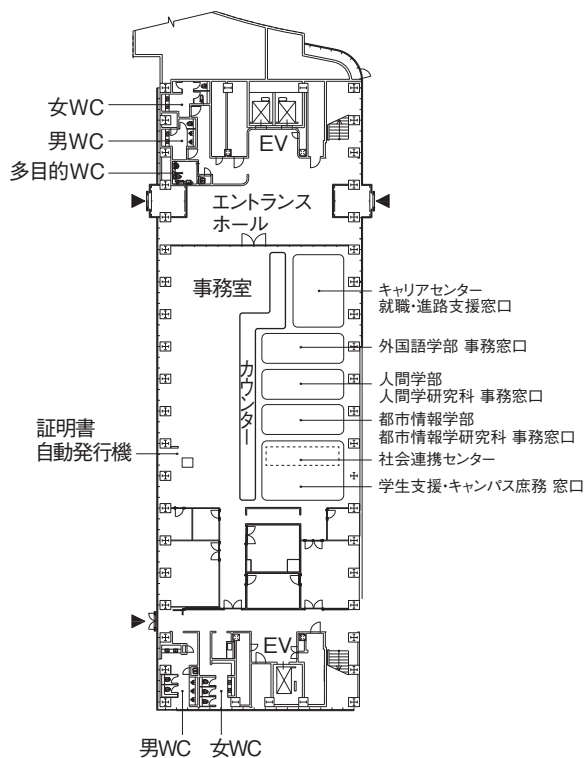 女WC
男WC
多目的WC
EV
エントランス
ホール
事務室
カウンター
キャリアセンター
就職・進路支援窓口
外国語学部 事務窓口
人間学部
人間学研究科 事務窓口
都市情報学部
都市情報学研究科 事務窓口
社会連携センター
学生支援・キャンパス庶務 窓口
証明書
自動発行機
EV
男WC
女WC